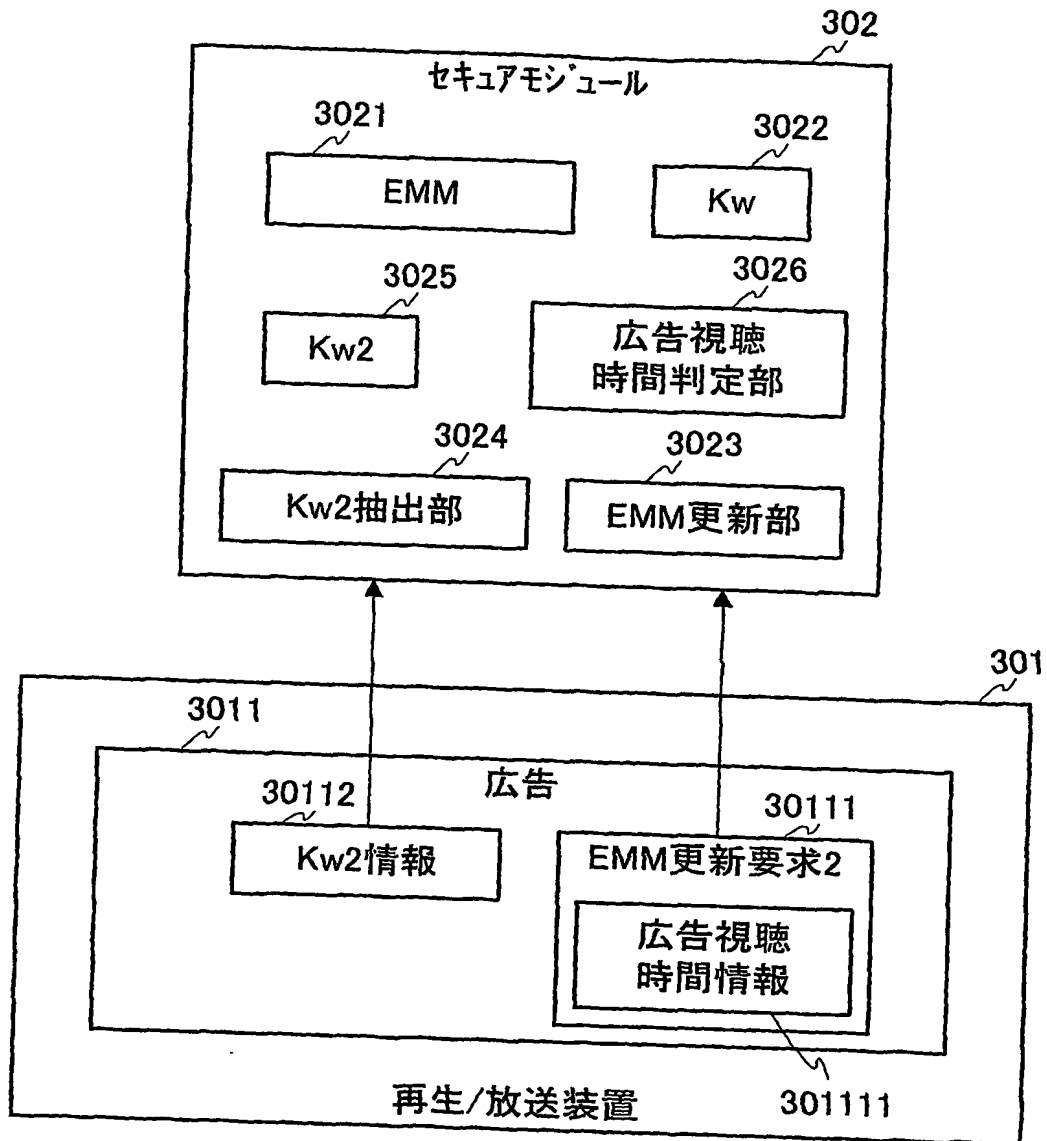 302
セキュアモジュール
3021
3022
EMM
Kw
3025
3026
Kw2
広告視聴
時間判定部
3024
3023
Kw2抽出部
EMM更新部
301
3011
広告
30112
30111
Kw2情報
EMM更新要求2
広告視聴
時間情報
再生/放送装置
301111